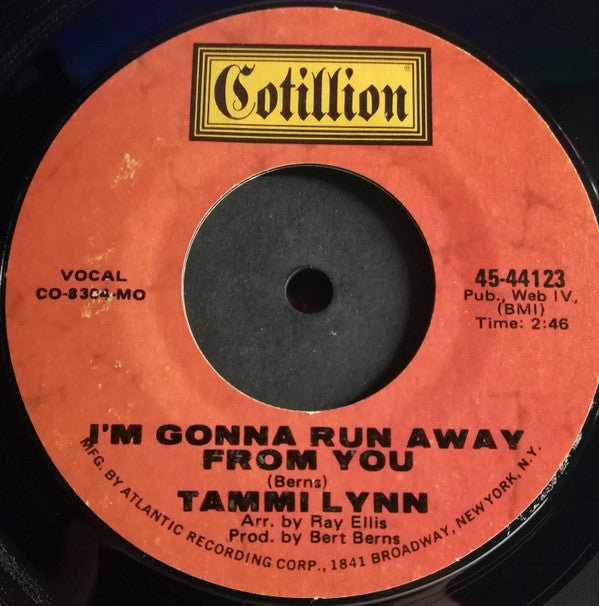 Cotillion®
VOCAL
CO-8304-MO
45-44123
Pub., Web IV,
(BMI)
Time: 2:46
I'M GONNA RUN AWAY
FROM YOU
(Berns)
TAMMI LYNN
Arr. by Ray Ellis
Prod. by Bert Berns
MFG. BY ATLANTIC RECORDING CORP., 1841 BROADWAY, NEW YORK, N.Y.